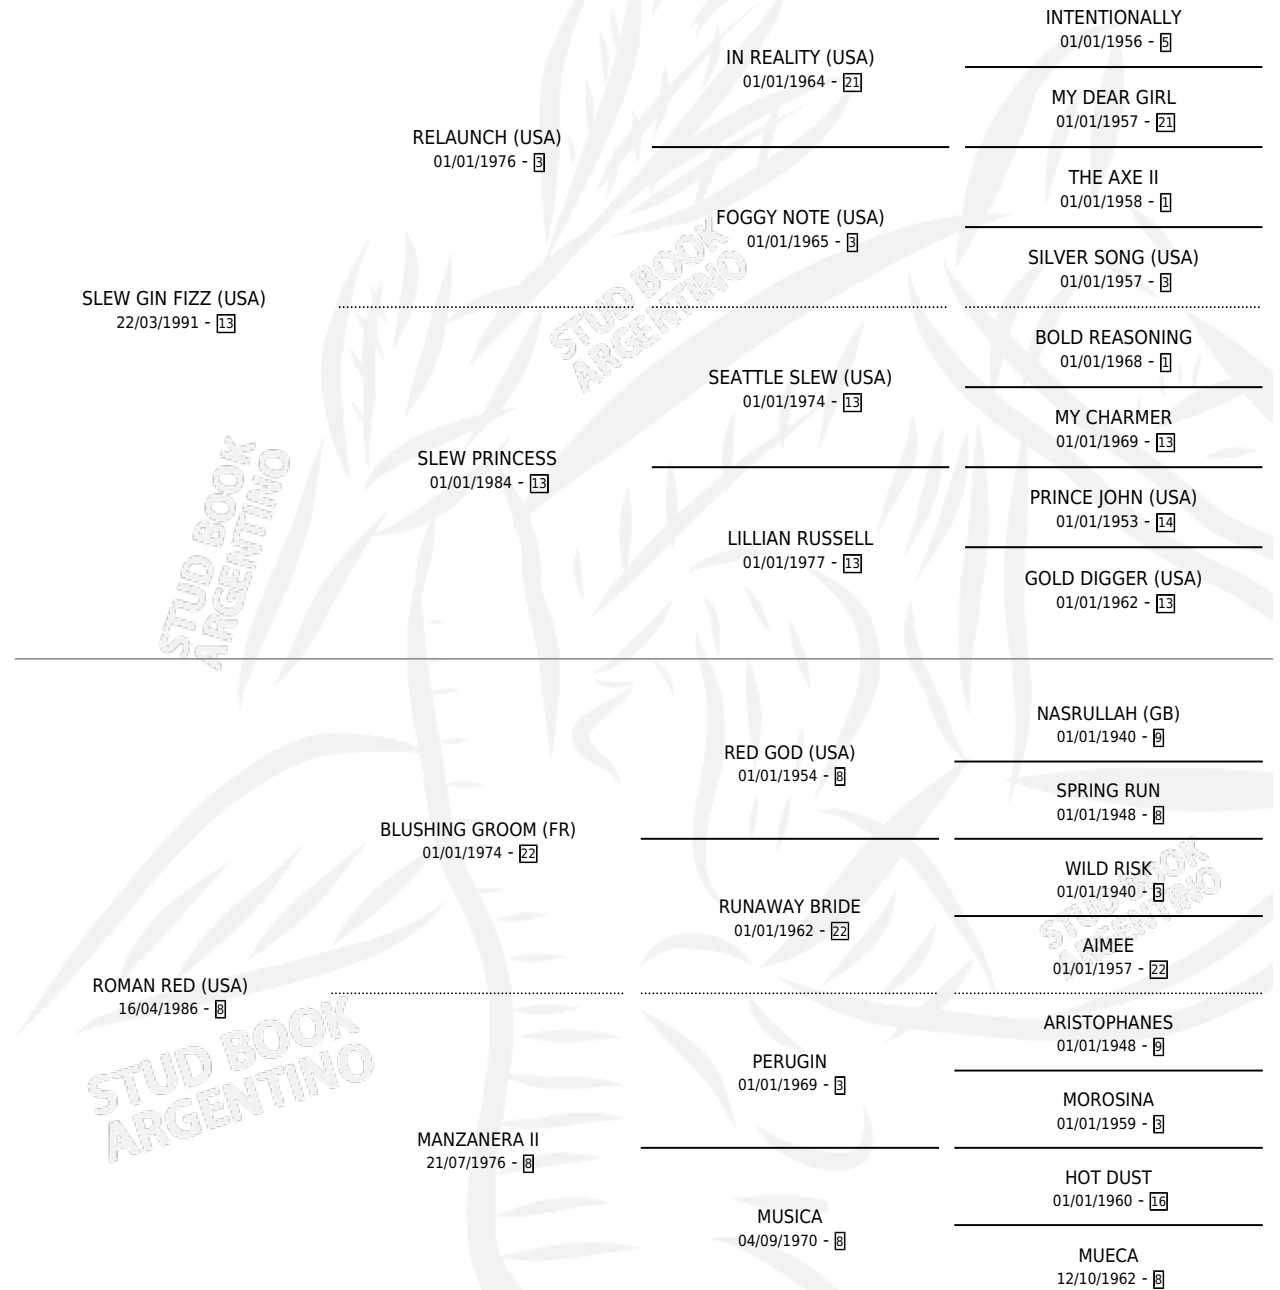 INTENTIONALLY
01/01/1956 - 5
IN REALITY (USA)
01/01/1964 - 21
MY DEAR GIRL
01/01/1957 - 21
RELAUNCH (USA)
01/01/1976 - 3
THE AXE II
01/01/1958 - 1
FOGGY NOTE (USA)
01/01/1965 - 3
SILVER SONG (USA)
01/01/1957 - 3
SLEW GIN FIZZ (USA)
22/03/1991 - 13
STUD BOOK
ARGENTINO
BOLD REASONING
01/01/1968 - 1
SEATTLE SLEW (USA)
01/01/1974 - 13
MY CHARMER
01/01/1969 - 13
SLEW PRINCESS
01/01/1984 - 13
PRINCE JOHN (USA)
01/01/1953 - 14
LILLIAN RUSSELL
01/01/1977 - 13
GOLD DIGGER (USA)
01/01/1962 - 13
STUD BOOK
ARGENTINO
NASRULLAH (GB)
01/01/1940 - 9
RED GOD (USA)
01/01/1954 - 8
SPRING RUN
01/01/1948 - 8
BLUSHING GROOM (FR)
01/01/1974 - 22
WILD RISK
01/01/1940 - 3
RUNAWAY BRIDE
01/01/1962 - 22
AIMEE
01/01/1957 - 22
STUD BOOK
ARGENTINO
ROMAN RED (USA)
16/04/1986 - 8
ARISTOPHANES
01/01/1948 - 9
PERUGIN
01/01/1969 - 3
MOROSINA
01/01/1959 - 3
STUD BOOK
ARGENTINO
MANZANERA II
21/07/1976 - 8
HOT DUST
01/01/1960 - 16
MUSICA
04/09/1970 - 8
MUECA
12/10/1962 - 8